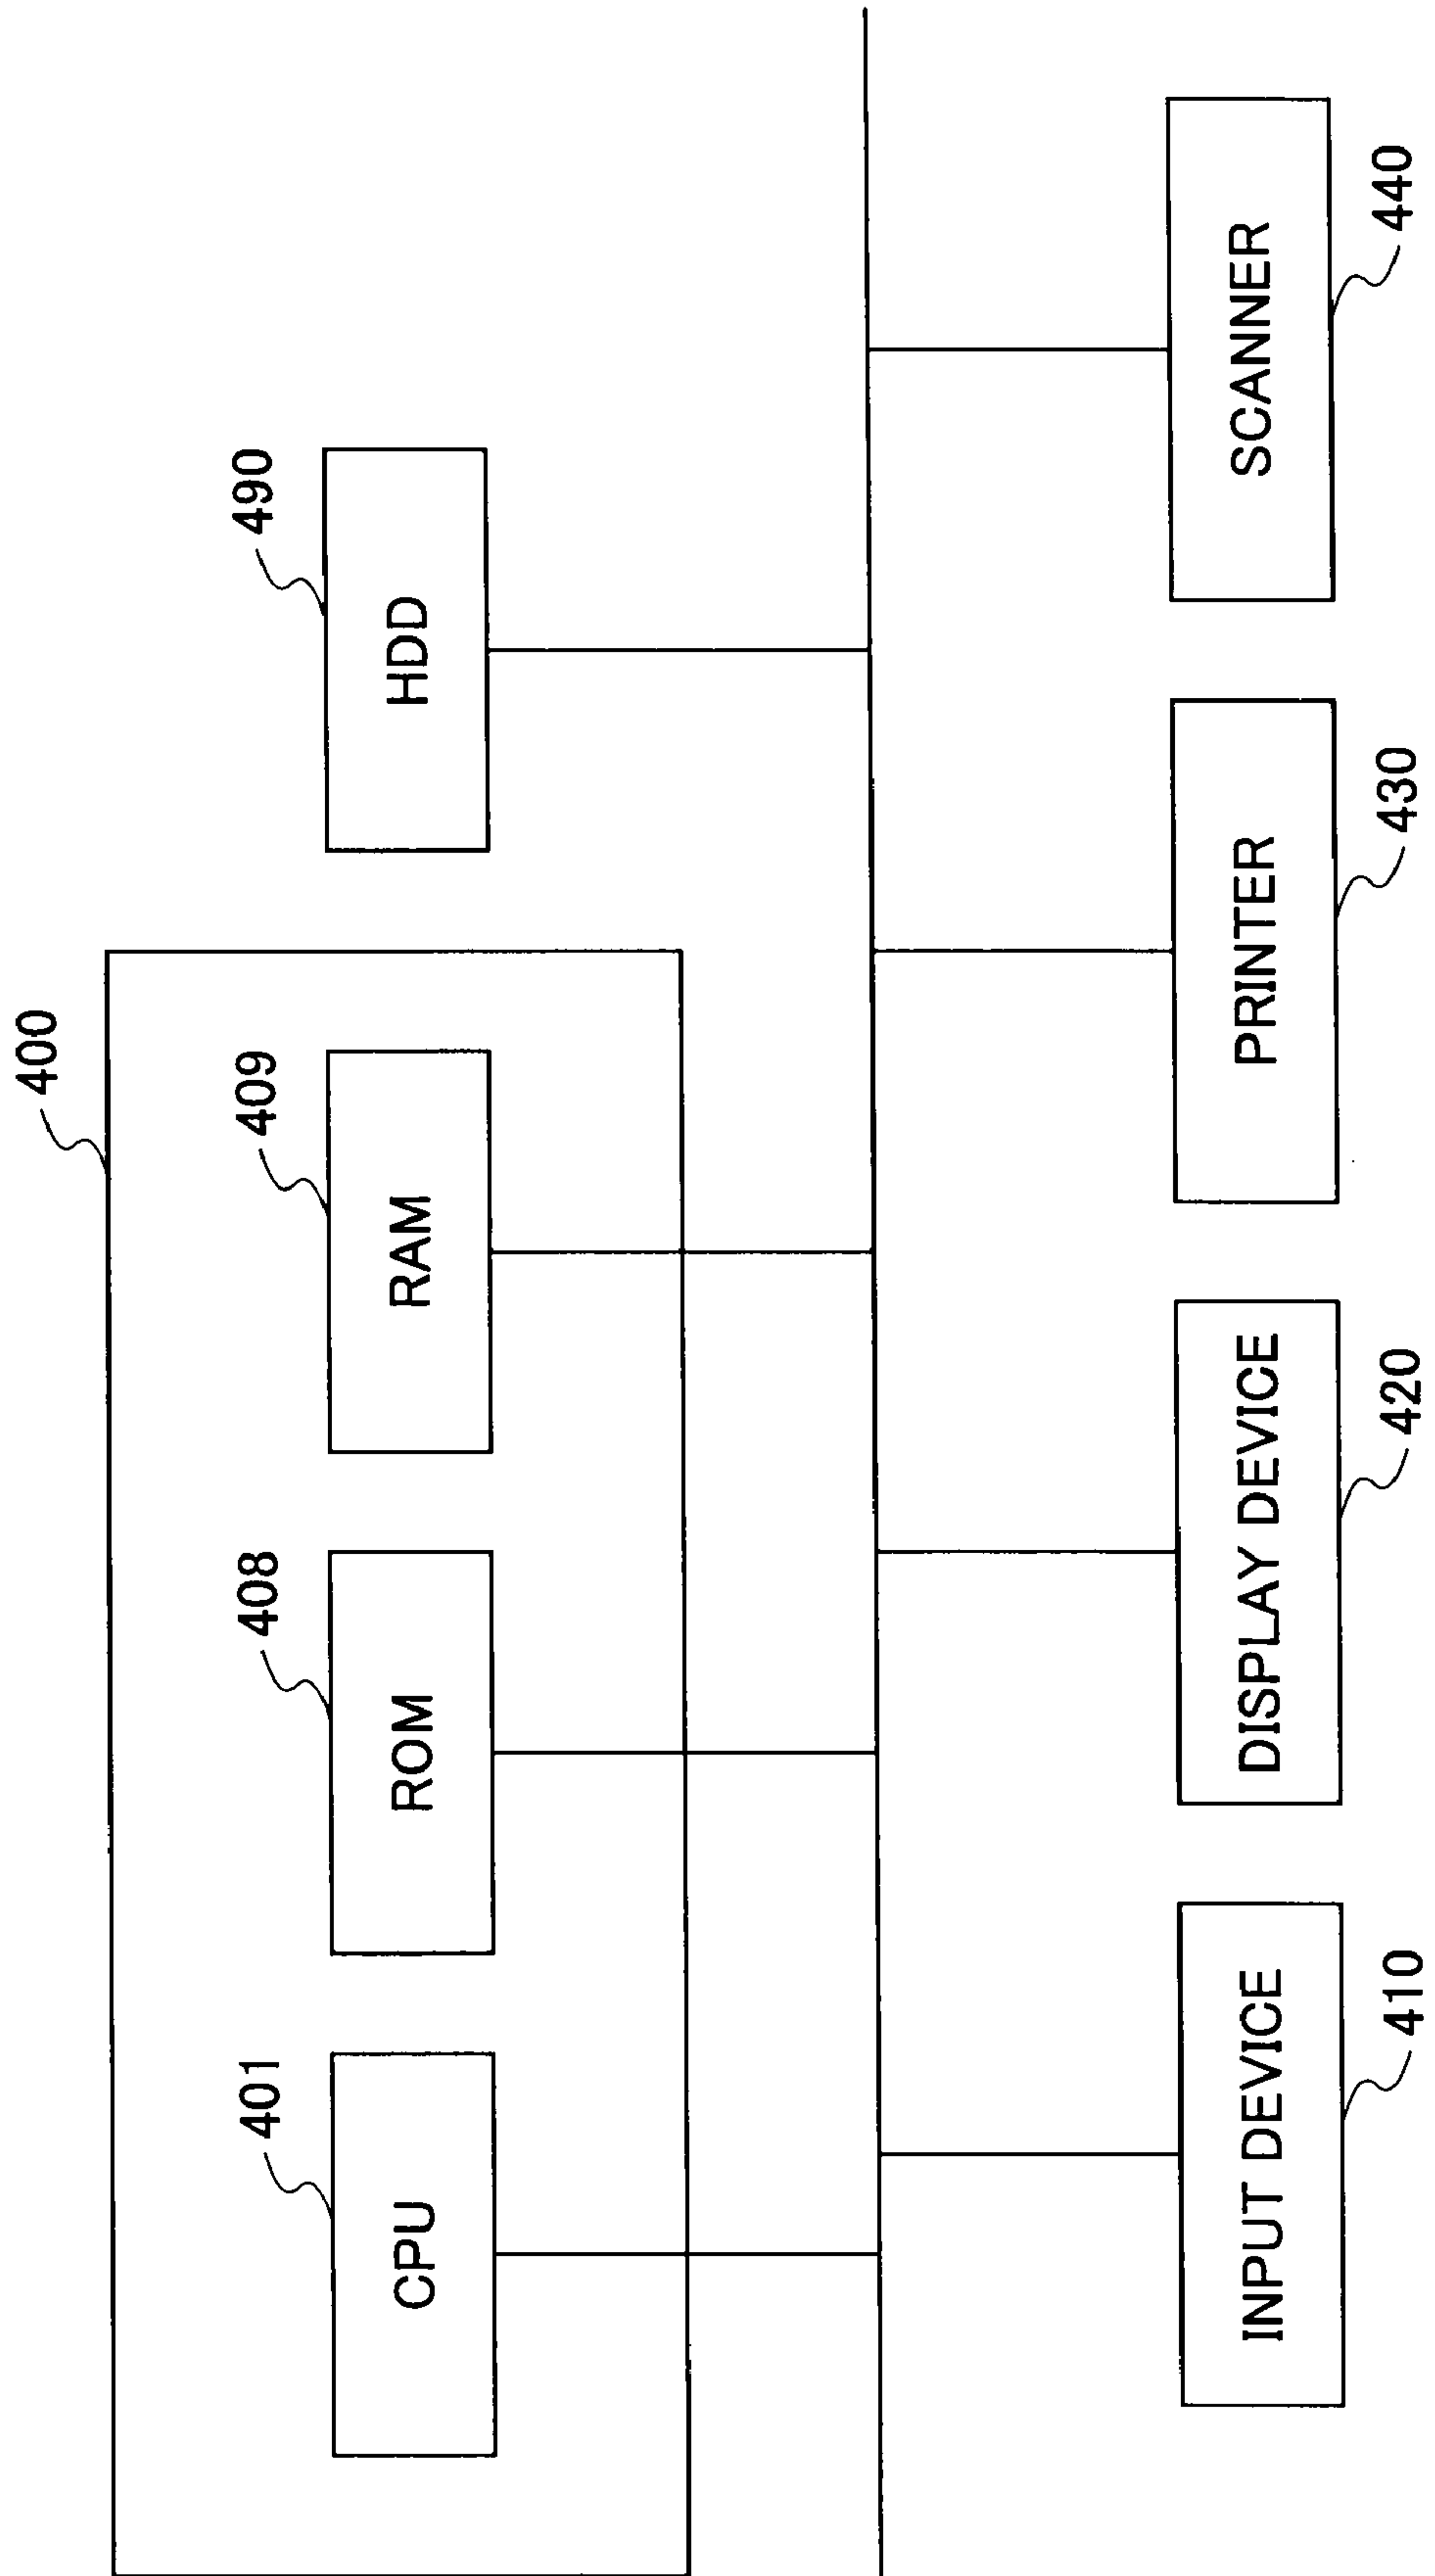 400
401
408
409
490
CPU
ROM
RAM
HDD
INPUT DEVICE
DISPLAY DEVICE
PRINTER
SCANNER
410
420
430
440